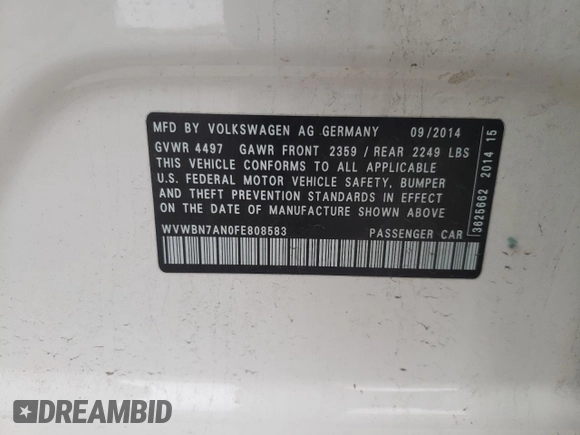 MFD BY VOLKSWAGEN AG GERMANY 09/2014
GVWR 4497 GAWR FRONT 2359 / REAR 2249 LBS
THIS VEHICLE CONFORMS TO ALL APPLICABLE
U.S. FEDERAL MOTOR VEHICLE SAFETY, BUMPER
AND THEFT PREVENTION STANDARDS IN EFFECT
ON DATE OF MANUFACTURE SHOWN ABOVE
WVWBN7AN0FE808583 PASSENGER CAR
3625662 2014 15
DREAMBID